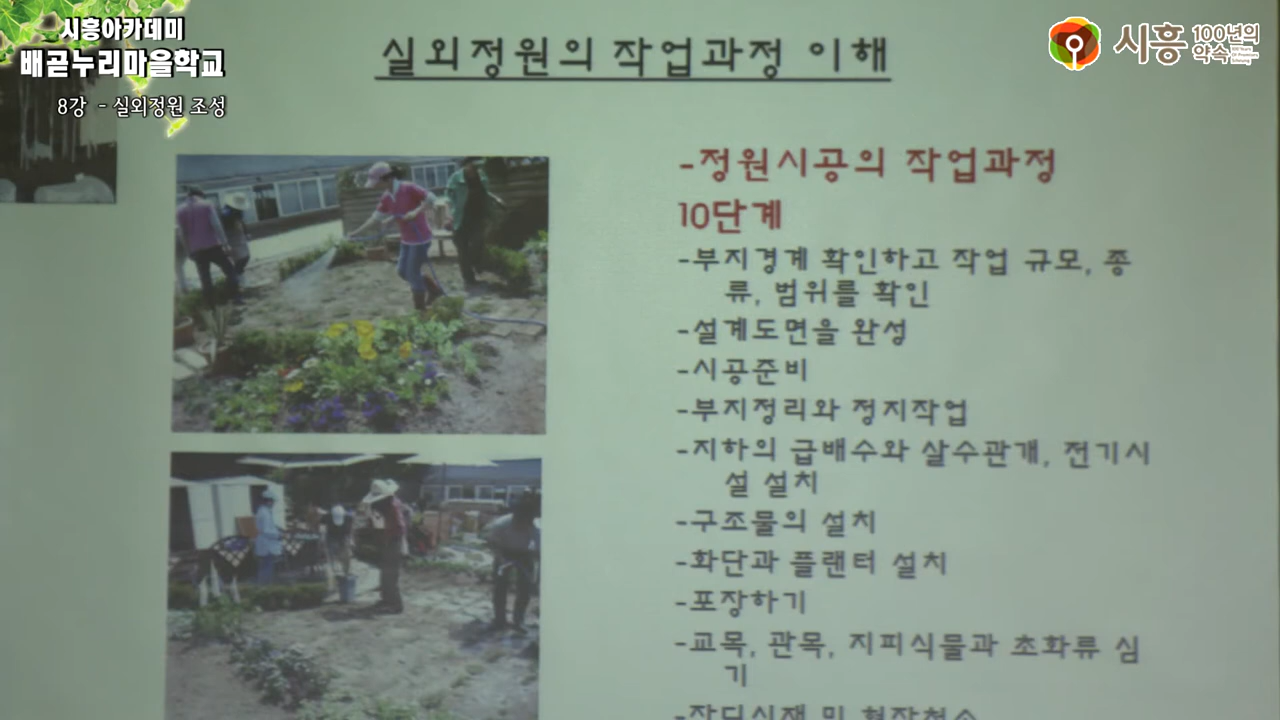 시흥아카데미
배곧누리마을학교
8강 - 실외정원 조성
시흥 100년의
약속
실외정원의 작업과정 이해
-정원시공의 작업과정
10단계
-부지경계 확인하고 작업 규모, 종
류, 범위를 확인
-설계도면을 완성
-시공준비
-부지정리와 정지작업
-지하의 급배수와 살수관개, 전기시
설 설치
-구조물의 설치
-화단과 플랜터 설치
-포장하기
-교목, 관목, 지피식물과 초화류 심
기